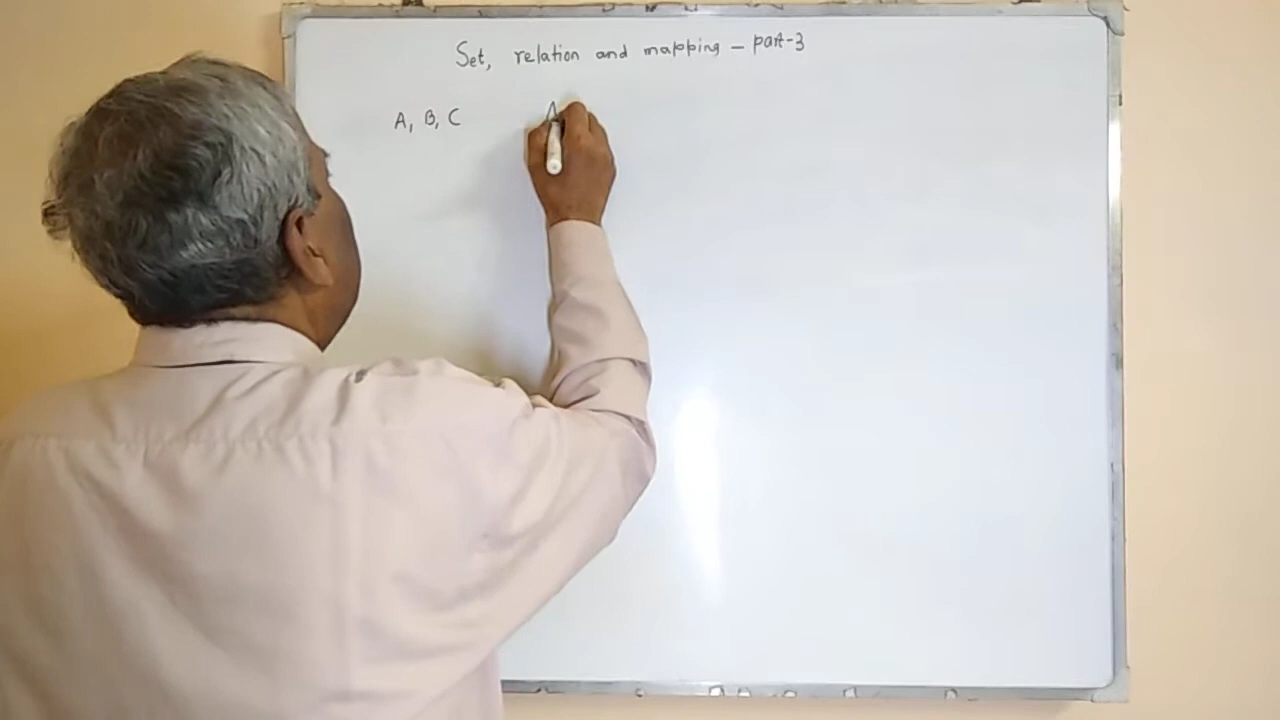 Set, relation and mapping – part-3
A, B, C A